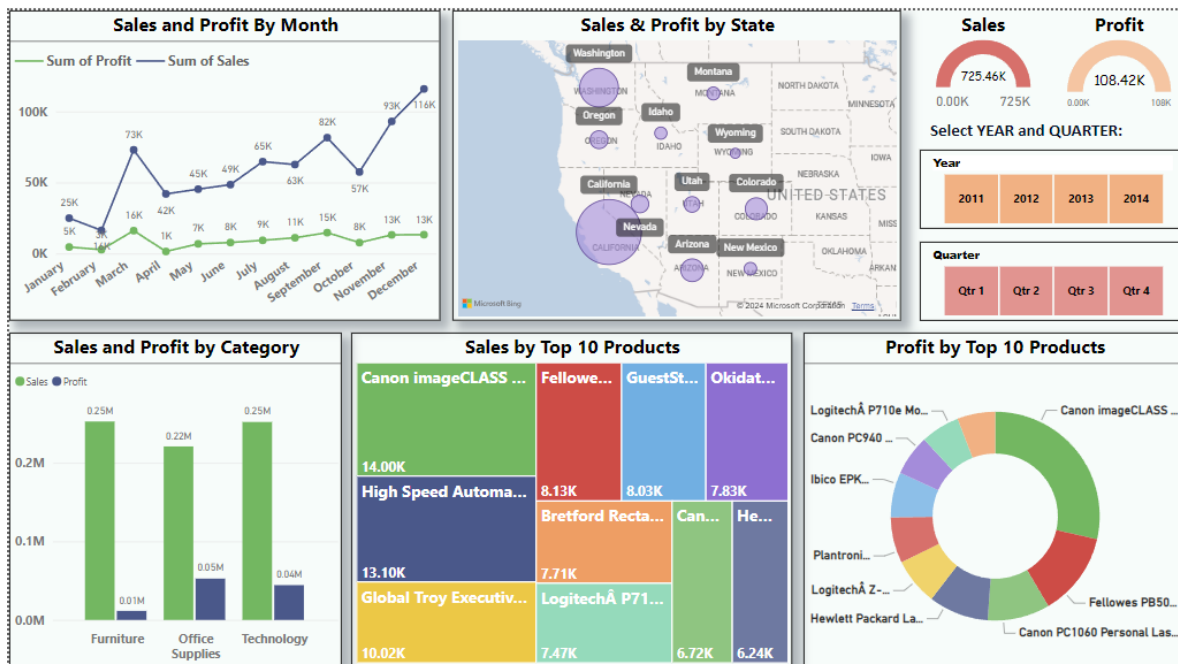 Sales and Profit By Month
Sum of Profit
Sum of Sales
100K
50K
0K
25K
5K
3K
16K
73K
16K
42K
1K
45K
7K
49K
8K
65K
9K
63K
11K
82K
15K
57K
8K
93K
13K
116K
13K
January
February
March
April
May
June
July
August
September
October
November
December
Sales & Profit by State
Washington
WASHINGTON
Montana
MONTANA
NORTH DAKOTA
MINNESOTA
Oregon
OREGON
Idaho
IDAHO
SOUTH DAKOTA
Wyoming
WYOMING
IOWA
NEBRASKA
California
NEVADA
Utah
UTAH
Colorado
COLORADO
UNITED STATES
KANSAS
MISS
Nevada
CALIFORNIA
Arizona
ARIZONA
New Mexico
NEW MEXICO
OKLAHOMA
ARKAN
Microsoft Bing
© 2024 Microsoft Corporation Terms
Sales
725.46K
0.00K
725K
Profit
108.42K
0.00K
108K
Select YEAR and QUARTER:
Year
2011
2012
2013
2014
Quarter
Qtr 1
Qtr 2
Qtr 3
Qtr 4
Sales and Profit by Category
Sales
Profit
0.2M
0.1M
0.0M
0.25M
0.01M
0.22M
0.05M
0.25M
0.04M
Furniture
Office
Supplies
Technology
Sales by Top 10 Products
Canon imageCLASS ...
14.00K
High Speed Automa...
13.10K
Global Troy Executiv...
10.02K
Fellowe...
8.13K
GuestSt...
8.03K
Okidat...
7.83K
Bretford Recta...
7.71K
LogitechÂ P71...
7.47K
Can...
6.72K
He...
6.24K
Profit by Top 10 Products
LogitechÂ P710e Mo...
Canon PC940 ...
Ibico EPK...
Plantroni...
LogitechÂ Z-...
Hewlett Packard La...
Canon imageCLASS ...
Fellowes PB50...
Canon PC1060 Personal Las...